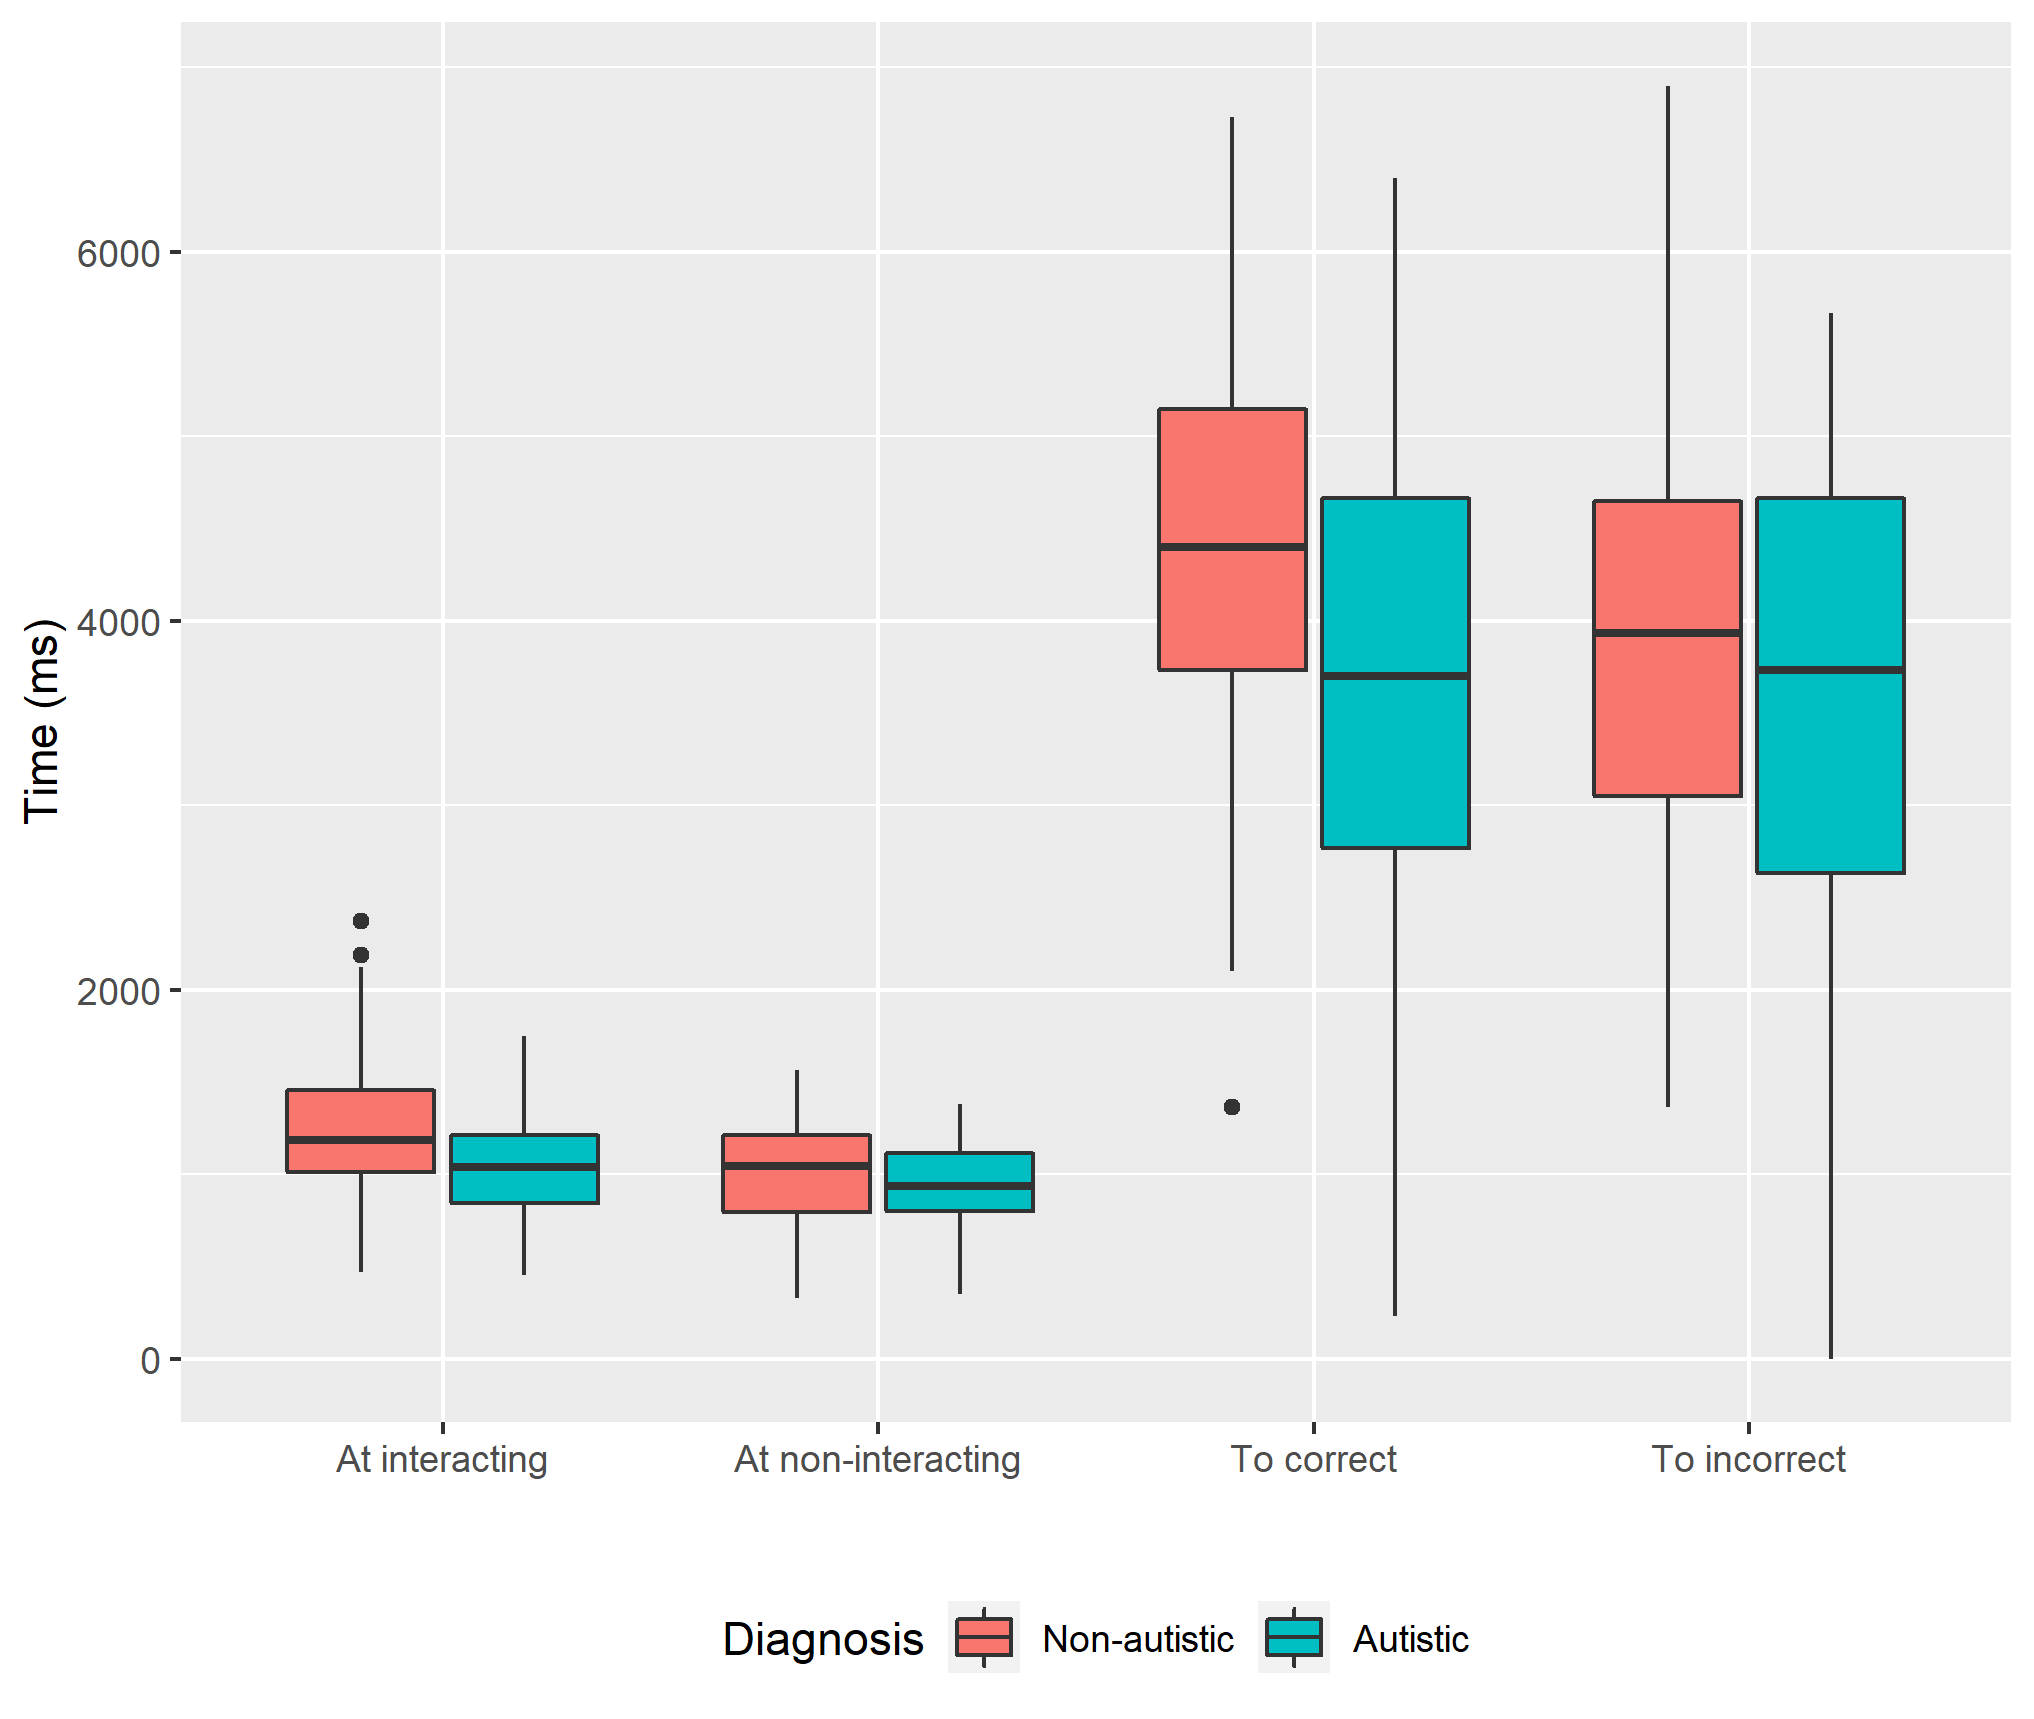 Time (ms)
6000
4000
2000
0
At interacting At non-interacting To correct To incorrect
Diagnosis Non-autistic Autistic